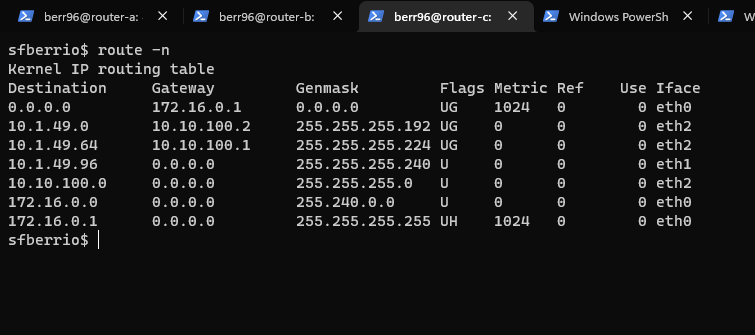 berr96@router-a: berr96@router-b: berr96@router-c: Windows PowerSh W
sfberrio$ route -n
Kernel IP routing table
Destination Gateway Genmask Flags Metric Ref Use Iface
0.0.0.0 172.16.0.1 0.0.0.0 UG 1024 0 0 eth0
10.1.49.0 10.10.100.2 255.255.255.192 UG 0 0 0 eth2
10.1.49.64 10.10.100.1 255.255.255.224 UG 0 0 0 eth2
10.1.49.96 0.0.0.0 255.255.255.240 U 0 0 0 eth1
10.10.100.0 0.0.0.0 255.255.255.0 U 0 0 0 eth2
172.16.0.0 0.0.0.0 255.240.0.0 U 0 0 0 eth0
172.16.0.1 0.0.0.0 255.255.255.255 UH 1024 0 0 eth0
sfberrio$